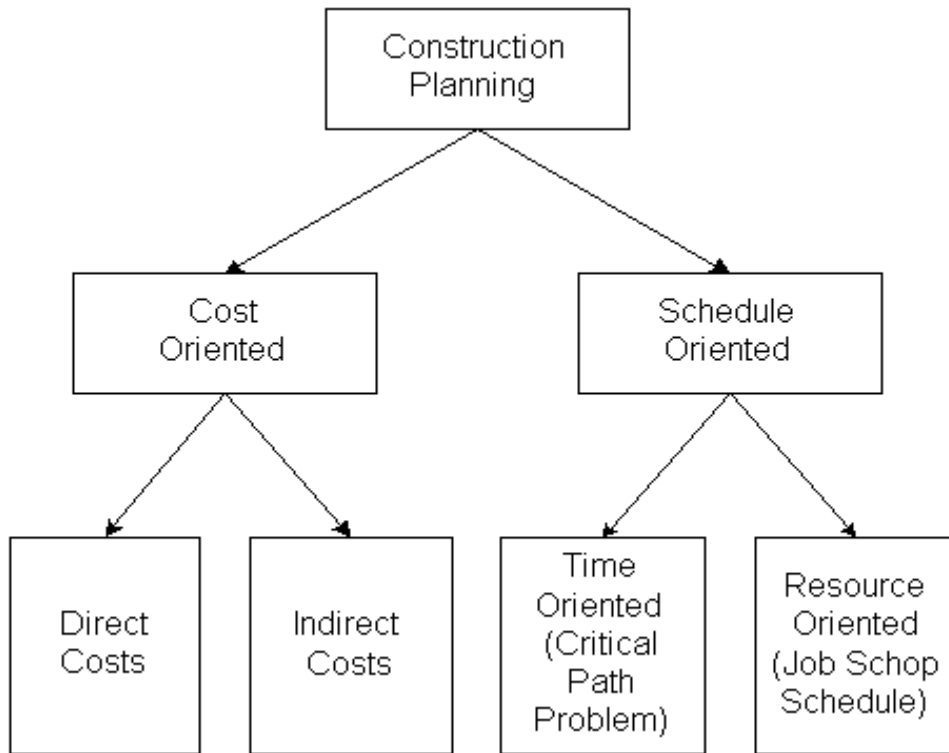 Construction
Planning
Cost
Oriented
Schedule
Oriented
Direct
Costs
Indirect
Costs
Time
Oriented
(Critical
Path
Problem)
Resource
Oriented
(Job Schop
Schedule)